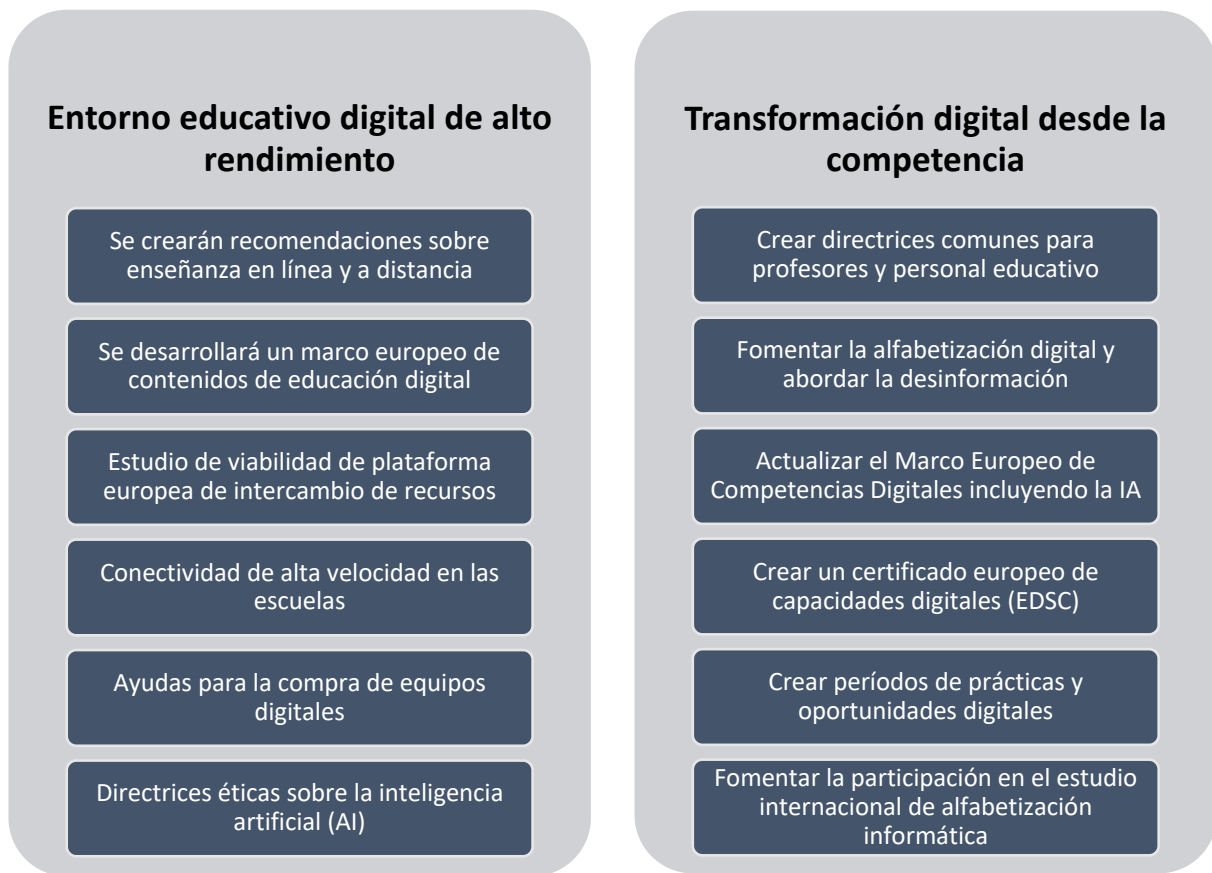 Entorno educativo digital de alto
rendimiento
Se crearán recomendaciones sobre
enseñanza en línea y a distancia
Se desarrollará un marco europeo de
contenidos de educación digital
Estudio de viabilidad de plataforma
europea de intercambio de recursos
Conectividad de alta velocidad en las
escuelas
Ayudas para la compra de equipos
digitales
Directrices éticas sobre la inteligencia
artificial (AI)
Transformación digital desde la
competencia
Crear directrices comunes para
profesores y personal educativo
Fomentar la alfabetización digital y
abordar la desinformación
Actualizar el Marco Europeo de
Competencias Digitales incluyendo la IA
Crear un certificado europeo de
capacidades digitales (EDSC)
Crear períodos de prácticas y
oportunidades digitales
Fomentar la participación en el estudio
internacional de alfabetización
informática